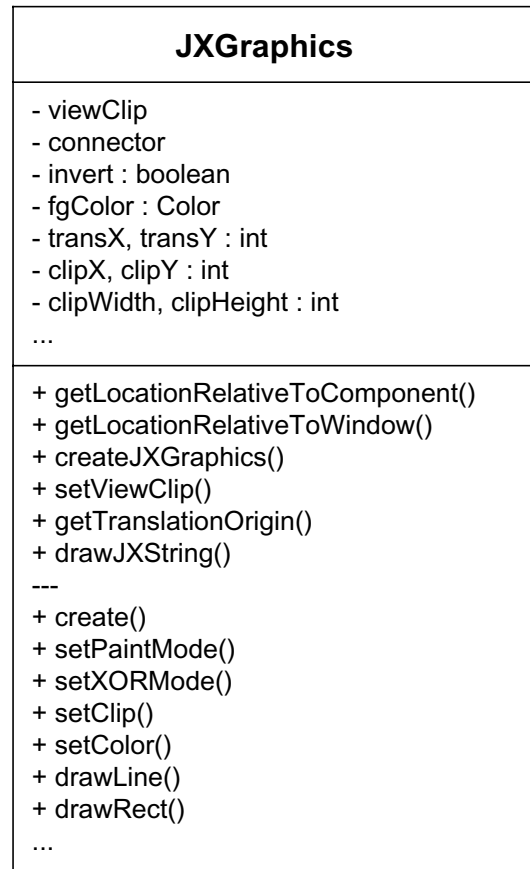 JXGraphics
- viewClip
- connector
- invert : boolean
- fgColor : Color
- transX, transY : int
- clipX, clipY : int
- clipWidth, clipHeight : int
...
+ getLocationRelativeToComponent()
+ getLocationRelativeToWindow()
+ createJXGraphics()
+ setViewClip()
+ getTranslationOrigin()
+ drawJXString()
---
+ create()
+ setPaintMode()
+ setXORMode()
+ setClip()
+ setColor()
+ drawLine()
+ drawRect()
...